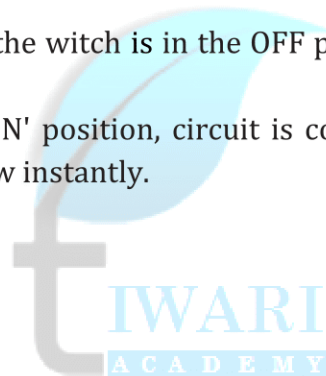 the witch is in the OFF p
N' position, circuit is co
w instantly.
IWARI
ACADEMY